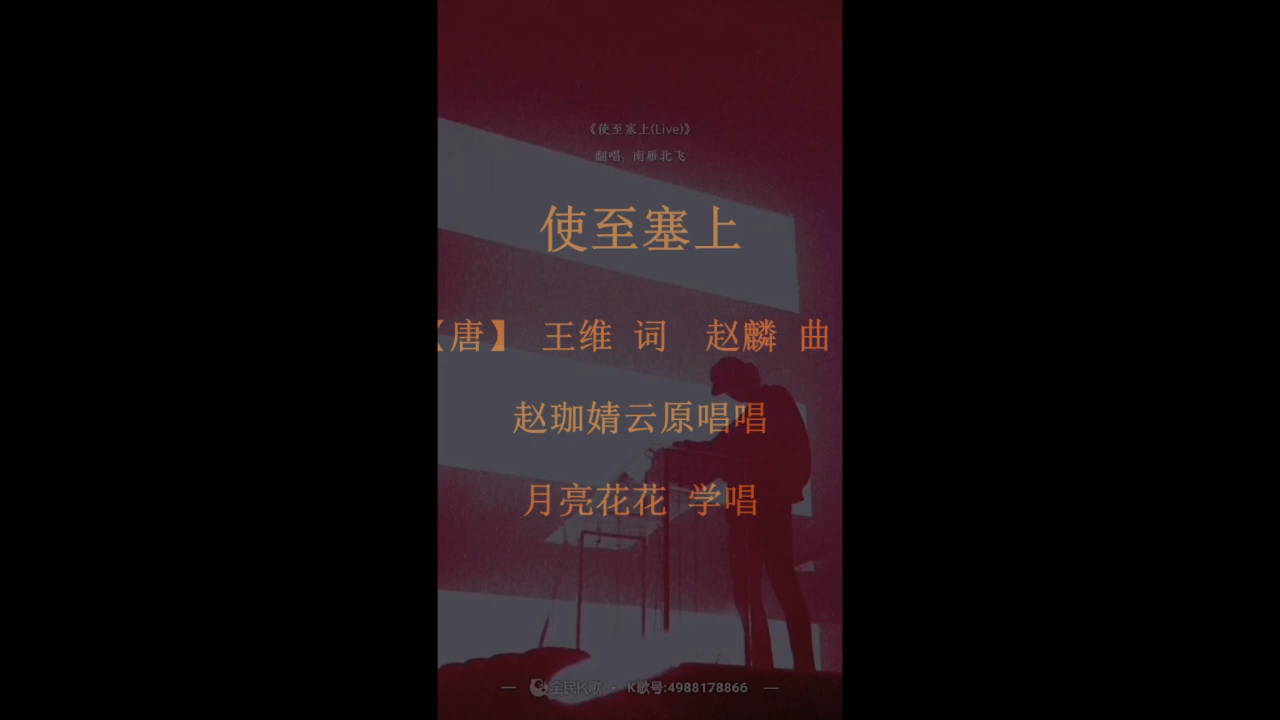 《使至塞上(Live)》
翻唱：南雁北飞
使至塞上
【唐】 王维 词 赵麟 曲
赵珈婧云原唱唱
月亮花花 学唱
全民K歌 · K歌号:4988178866